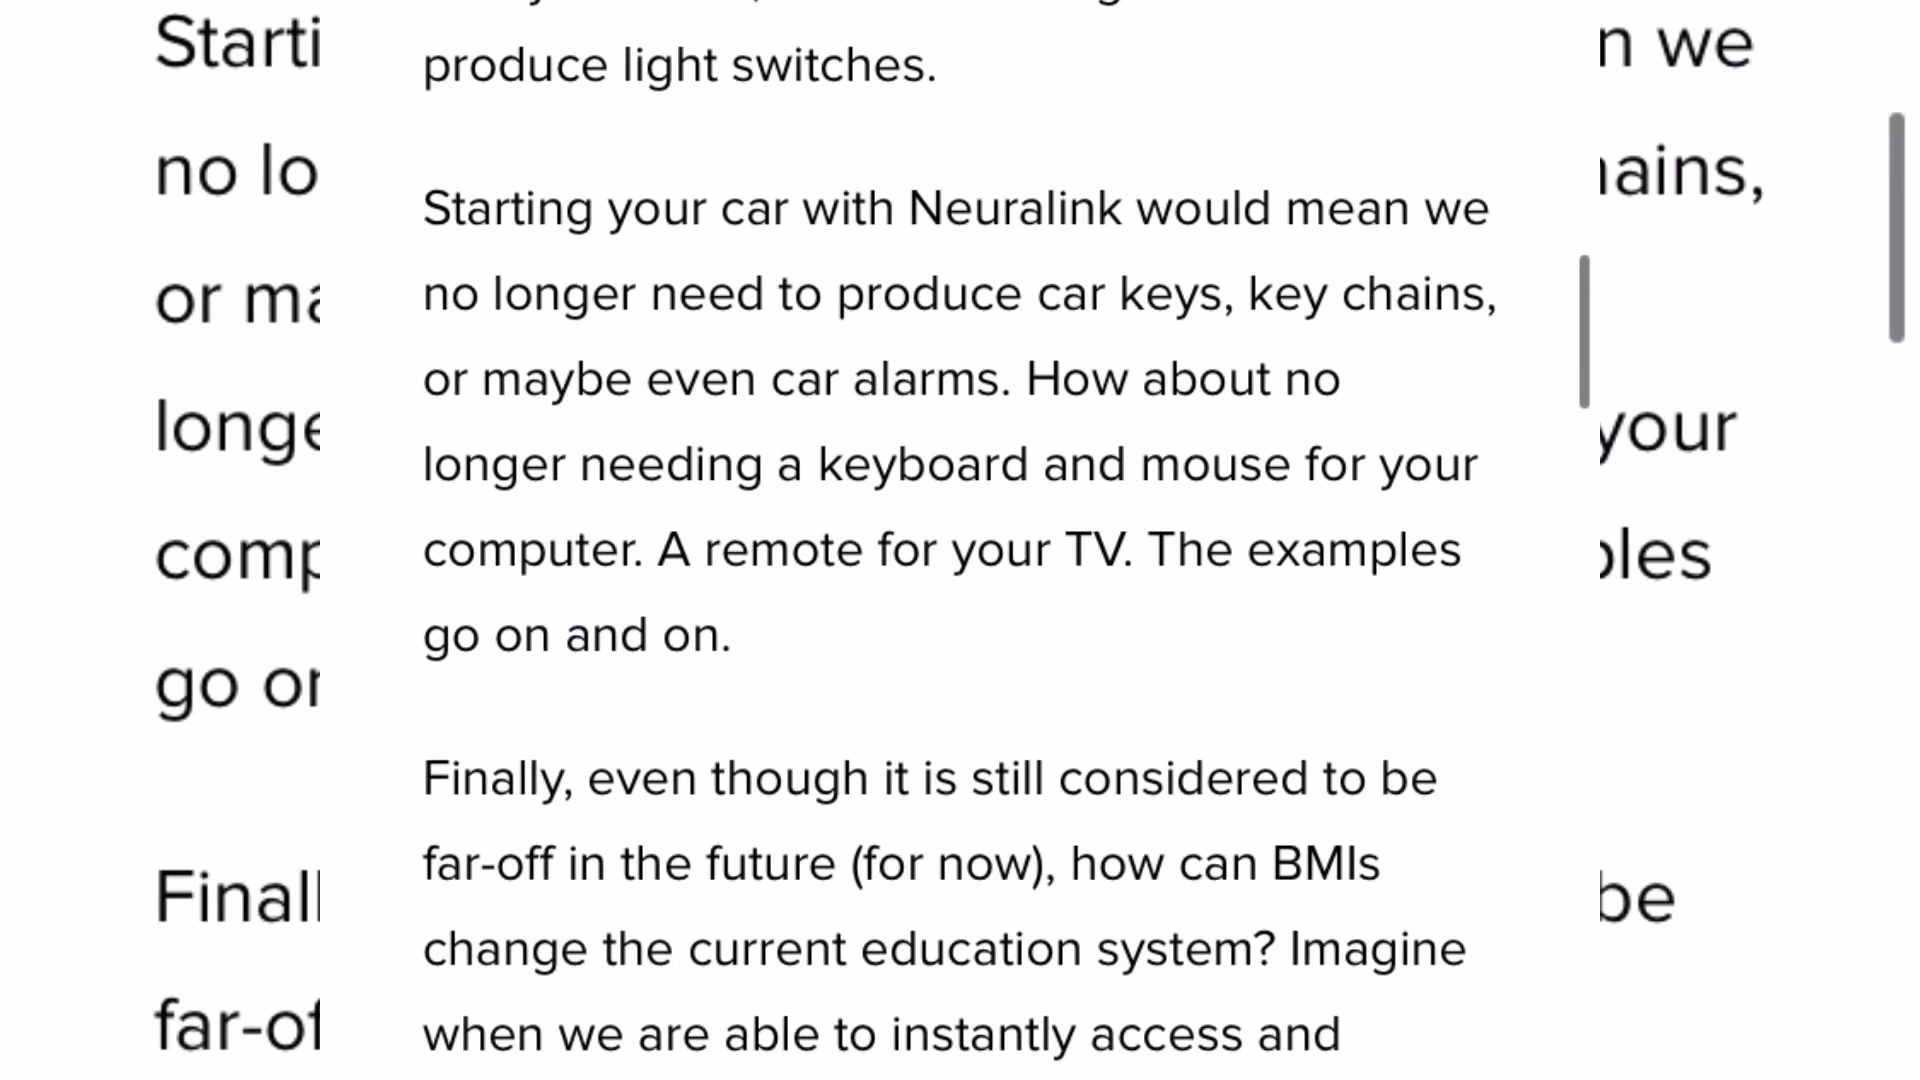 produce light switches.
Starting your car with Neuralink would mean we
no longer need to produce car keys, key chains,
or maybe even car alarms. How about no
longer needing a keyboard and mouse for your
computer. A remote for your TV. The examples
go on and on.
Finally, even though it is still considered to be
far-off in the future (for now), how can BMIs
change the current education system? Imagine
when we are able to instantly access and